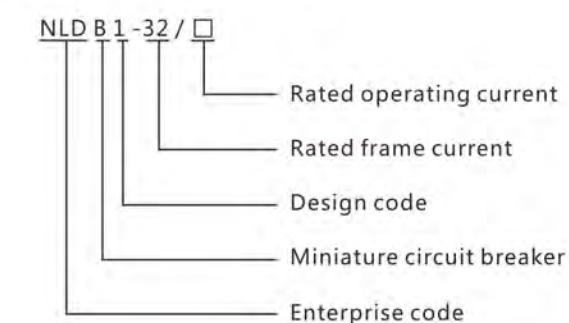 NLD B 1 -32 / □
Rated operating current
Rated frame current
Design code
Miniature circuit breaker
Enterprise code